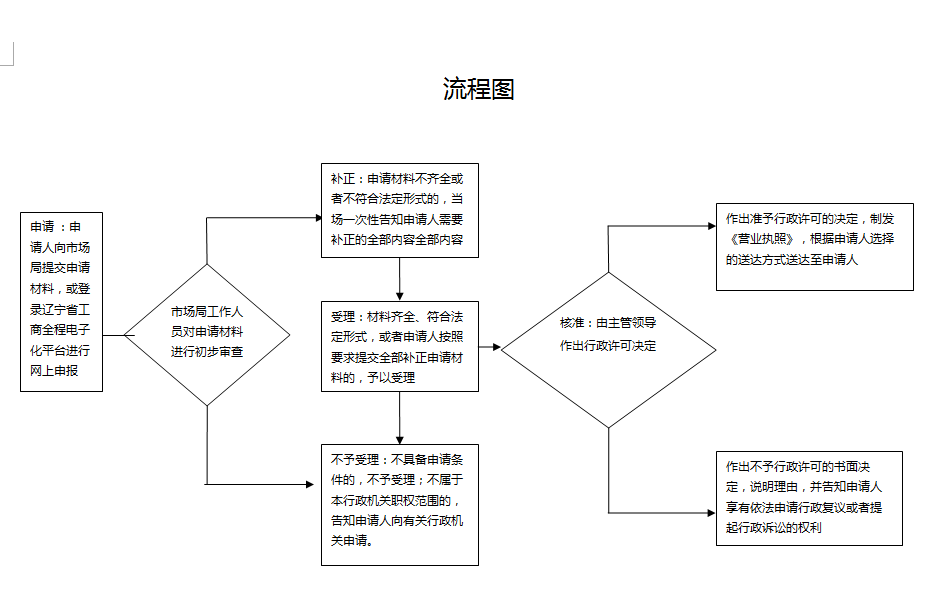 流程图
申请 ：申
请人向市场
局提交申请
材料，或登
录辽宁省工
商全程电子
化平台进行
网上申报
市场局工作人
员对申请材料
进行初步审查
补正：申请材料不齐全或
者不符合法定形式的，当
场一次性告知申请人需要
补正的全部内容全部内容
受理：材料齐全、符合法
定形式，或者申请人按照
要求提交全部补正申请材
料的，予以受理
不予受理：不具备申请条
件的，不予受理；不属于
本行政机关职权范围的，
告知申请人向有关行政机
关申请。
核准：由主管领导
作出行政许可决定
作出准予行政许可的决定，制发
《营业执照》，根据申请人选择
的送达方式送达至申请人
作出不予行政许可的书面决
定，说明理由，并告知申请人
享有依法申请行政复议或者提
起行政诉讼的权利